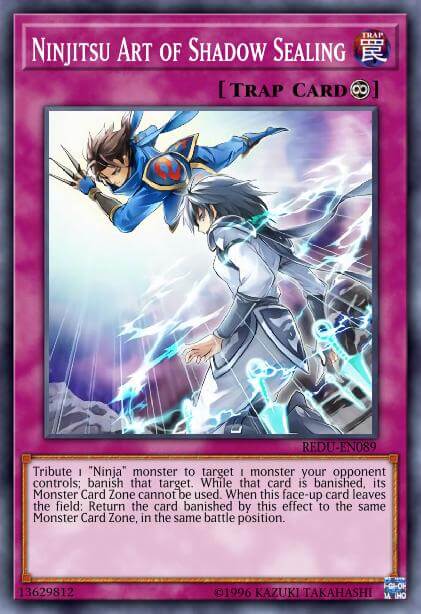 NINJITSU ART OF SHADOW SEALING
TRAP
罠
[TRAP CARD]
REDU-EN089
Tribute 1 "Ninja" monster to target 1 monster your opponent
controls; banish that target. While that card is banished, its
Monster Card Zone cannot be used. When this face-up card leaves
the field: Return the card banished by this effect to the same
Monster Card Zone, in the same battle position.
13629812
©1996 KAZUKI TAKAHASHI